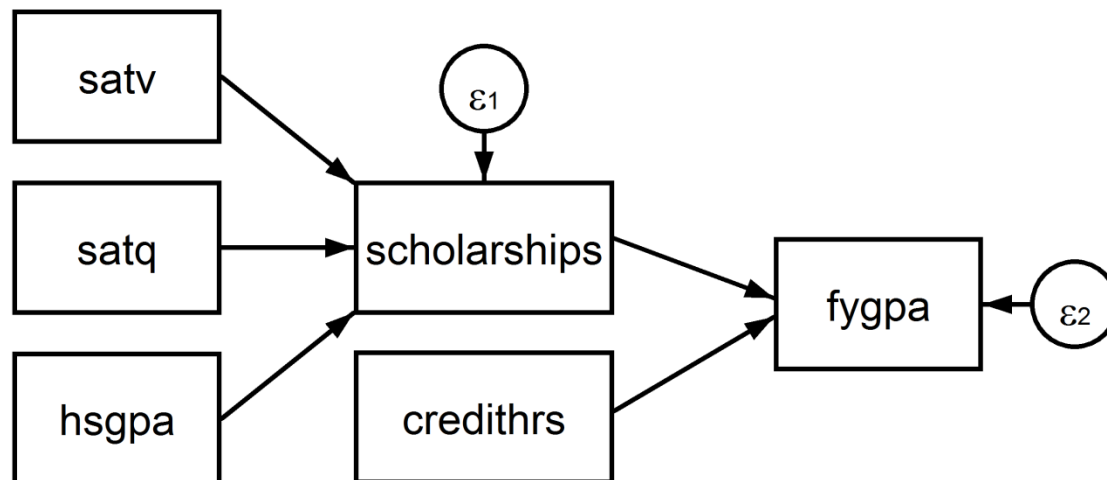 satv
ε1
satq
scholarships
fygpa
ε2
hsgpa
credithrs